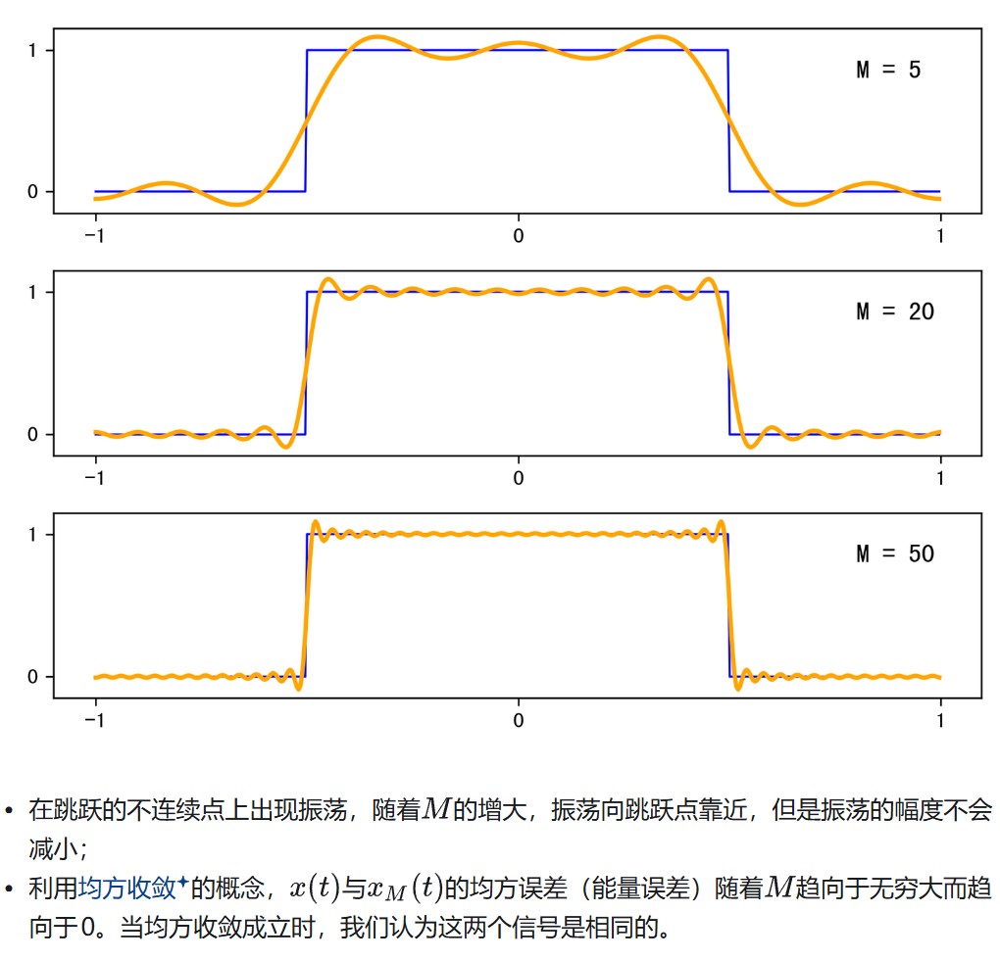 1
M = 5
0
−1 0 1
1
M = 20
0
−1 0 1
1
M = 50
0
−1 0 1
• 在跳跃的不连续点上出现振荡，随着M的增大，振荡向跳跃点靠近，但是振荡的幅度不会
减小；
• 利用均方收敛✦的概念，x(t)与x_M(t)的均方误差（能量误差）随着M趋向于无穷大而趋
向于0。当均方收敛成立时，我们认为这两个信号是相同的。